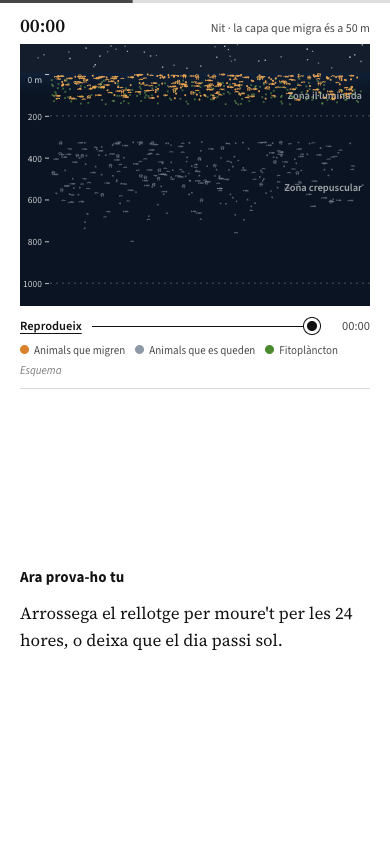 00:00
Nit · la capa que migra és a 50 m
0 m
Zona il·luminada
200
400
Zona crepuscular
600
800
1000
Reprodueix
00:00
Animals que migren
Animals que es queden
Fitoplàncton
Esquema
Ara prova-ho tu
Arrossega el rellotge per moure't per les 24
hores, o deixa que el dia passi sol.